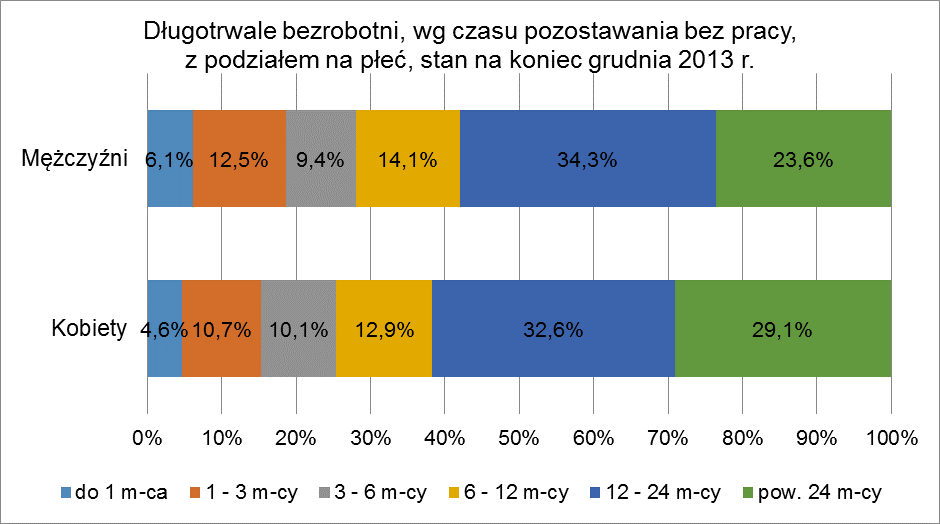 Długotrwale bezrobotni, wg czasu pozostawania bez pracy,
z podziałem na płeć, stan na koniec grudnia 2013 r.
Mężczyźni 6,1% 12,5% 9,4% 14,1% 34,3% 23,6%
Kobiety 4,6% 10,7% 10,1% 12,9% 32,6% 29,1%
0% 10% 20% 30% 40% 50% 60% 70% 80% 90% 100%
do 1 m-ca 1 - 3 m-cy 3 - 6 m-cy 6 - 12 m-cy 12 - 24 m-cy pow. 24 m-cy